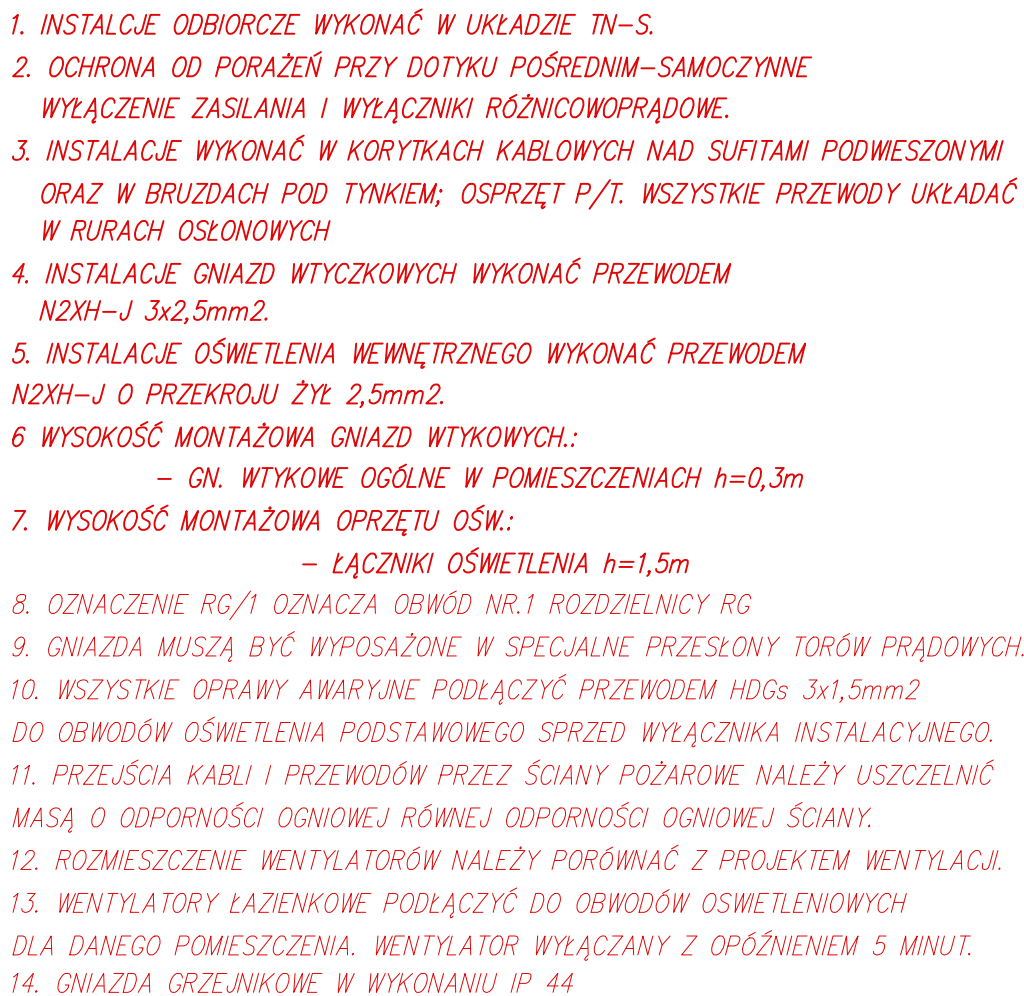 1. INSTALCJE ODBIORCZE WYKONAĆ W UKŁADZIE TN-S.
2. OCHRONA OD PORAŻEŃ PRZY DOTYKU POŚREDNIM-SAMOCZYNNE
WYŁĄCZENIE ZASILANIA I WYŁĄCZNIKI RÓŻNICOWOPRĄDOWE.
3. INSTALACJE WYKONAĆ W KORYTKACH KABLOWYCH NAD SUFITAMI PODWIESZONYMI
ORAZ W BRUZDACH POD TYNKIEM; OSPRZĘT P/T. WSZYSTKIE PRZEWODY UKŁADAĆ
W RURACH OSŁONOWYCH
4. INSTALACJE GNIAZD WTYCZKOWYCH WYKONAĆ PRZEWODEM
N2XH-J 3x2,5mm2.
5. INSTALACJE OŚWIETLENIA WEWNĘTRZNEGO WYKONAĆ PRZEWODEM
N2XH-J O PRZEKROJU ŻYŁ 2,5mm2.
6 WYSOKOŚĆ MONTAŻOWA GNIAZD WTYKOWYCH.:
- GN. WTYKOWE OGÓLNE W POMIESZCZENIACH h=0,3m
7. WYSOKOŚĆ MONTAŻOWA OPRZĘTU OŚW.:
- ŁĄCZNIKI OŚWIETLENIA h=1,5m
8. OZNACZENIE RG/1 OZNACZA OBWÓD NR.1 ROZDZIELNICY RG
9. GNIAZDA MUSZĄ BYĆ WYPOSAŻONE W SPECJALNE PRZESŁONY TORÓW PRĄDOWYCH.
10. WSZYSTKIE OPRAWY AWARYJNE PODŁĄCZYĆ PRZEWODEM HDGs 3x1,5mm2
DO OBWODÓW OŚWIETLENIA PODSTAWOWEGO SPRZED WYŁĄCZNIKA INSTALACYJNEGO.
11. PRZEJŚCIA KABLI I PRZEWODÓW PRZEZ ŚCIANY POŻAROWE NALEŻY USZCZELNIĆ
MASĄ O ODPORNOŚCI OGNIOWEJ RÓWNEJ ODPORNOŚCI OGNIOWEJ ŚCIANY.
12. ROZMIESZCZENIE WENTYLATORÓW NALEŻY PORÓWNAĆ Z PROJEKTEM WENTYLACJI.
13. WENTYLATORY ŁAZIENKOWE PODŁĄCZYĆ DO OBWODÓW OSWIETLENIOWYCH
DLA DANEGO POMIESZCZENIA. WENTYLATOR WYŁĄCZANY Z OPÓŹNIENIEM 5 MINUT.
14. GNIAZDA GRZEJNIKOWE W WYKONANIU IP 44